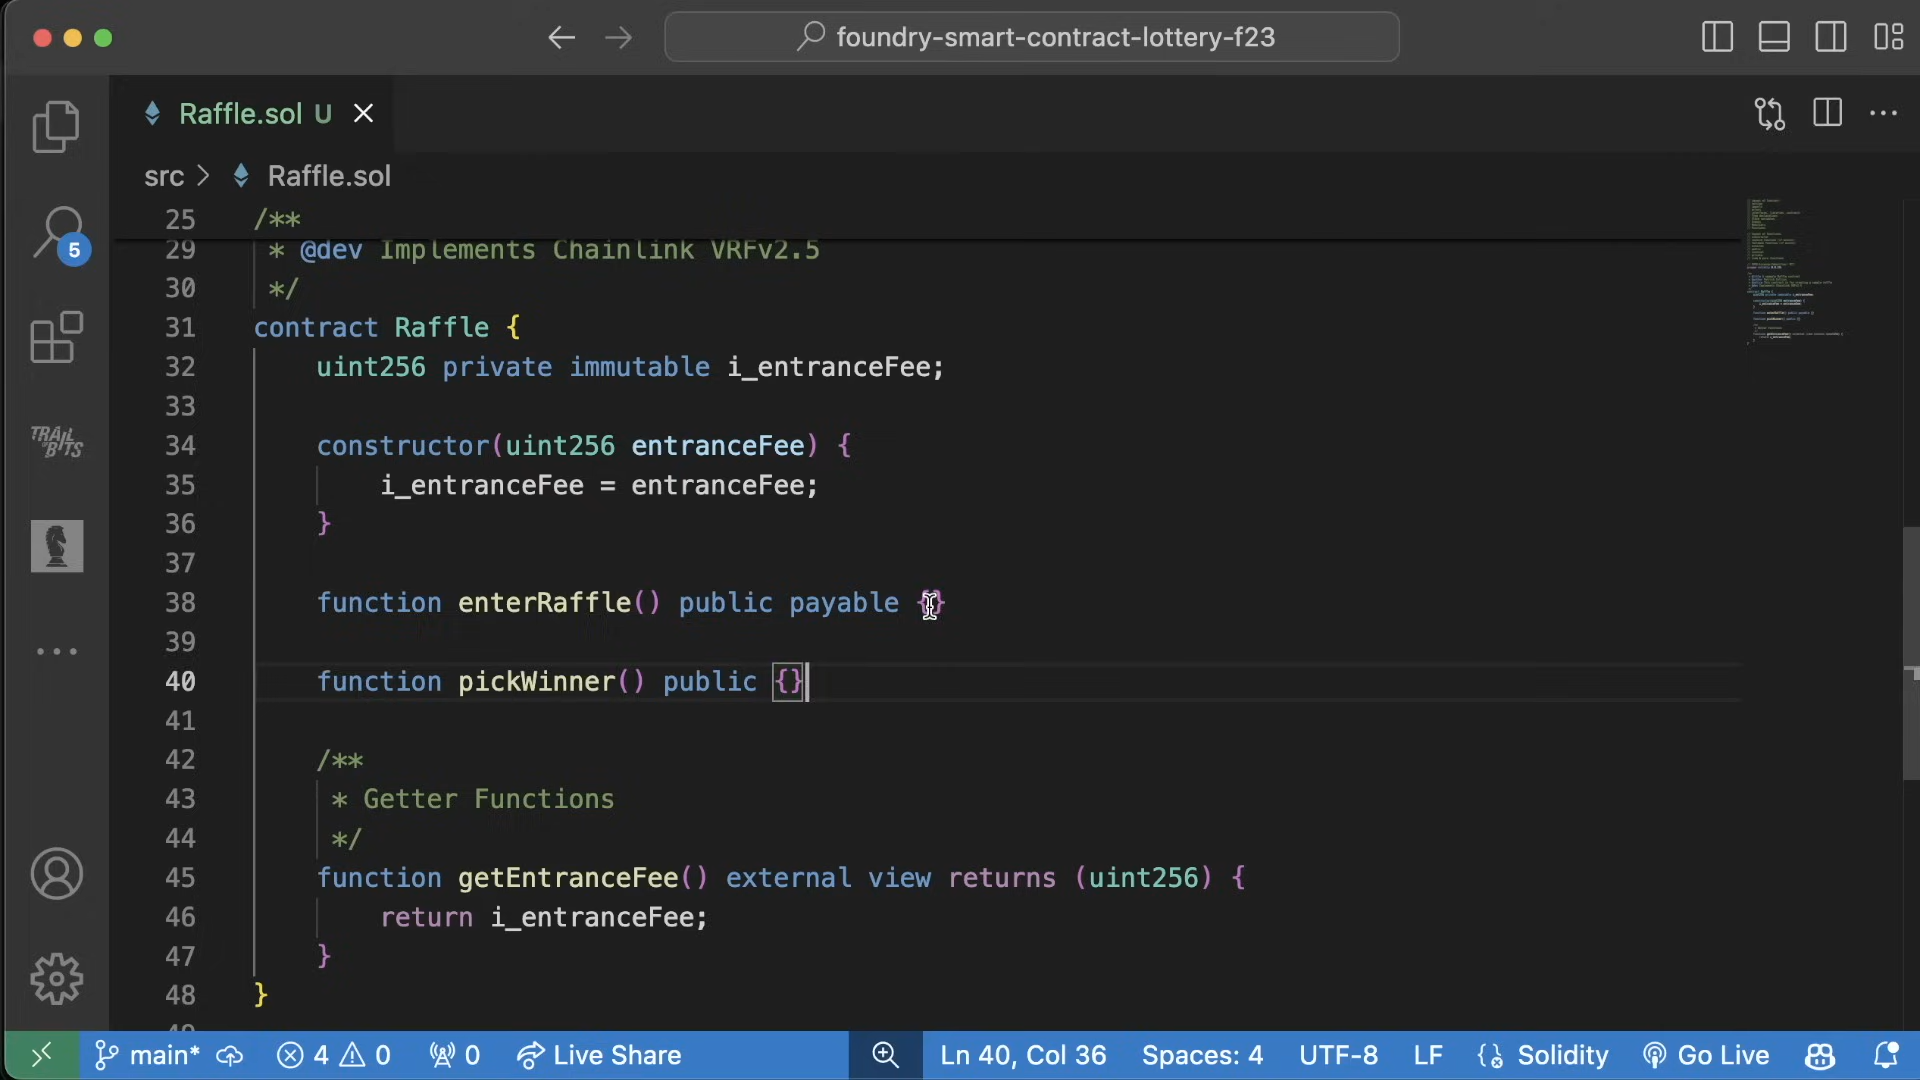 foundry-smart-contract-lottery-f23
Raffle.sol U
src > Raffle.sol
5
TRAIL OF BITS
25 /**
29 * @dev Implements Chainlink VRFv2.5
30 */
31 contract Raffle {
32 uint256 private immutable i_entranceFee;
33
34 constructor(uint256 entranceFee) {
35 i_entranceFee = entranceFee;
36 }
37
38 function enterRaffle() public payable {}
39
40 function pickWinner() public {}
41
42 /**
43 * Getter Functions
44 */
45 function getEntranceFee() external view returns (uint256) {
46 return i_entranceFee;
47 }
48 }
main* 4 0 0 Live Share Ln 40, Col 36 Spaces: 4 UTF-8 LF Solidity Go Live